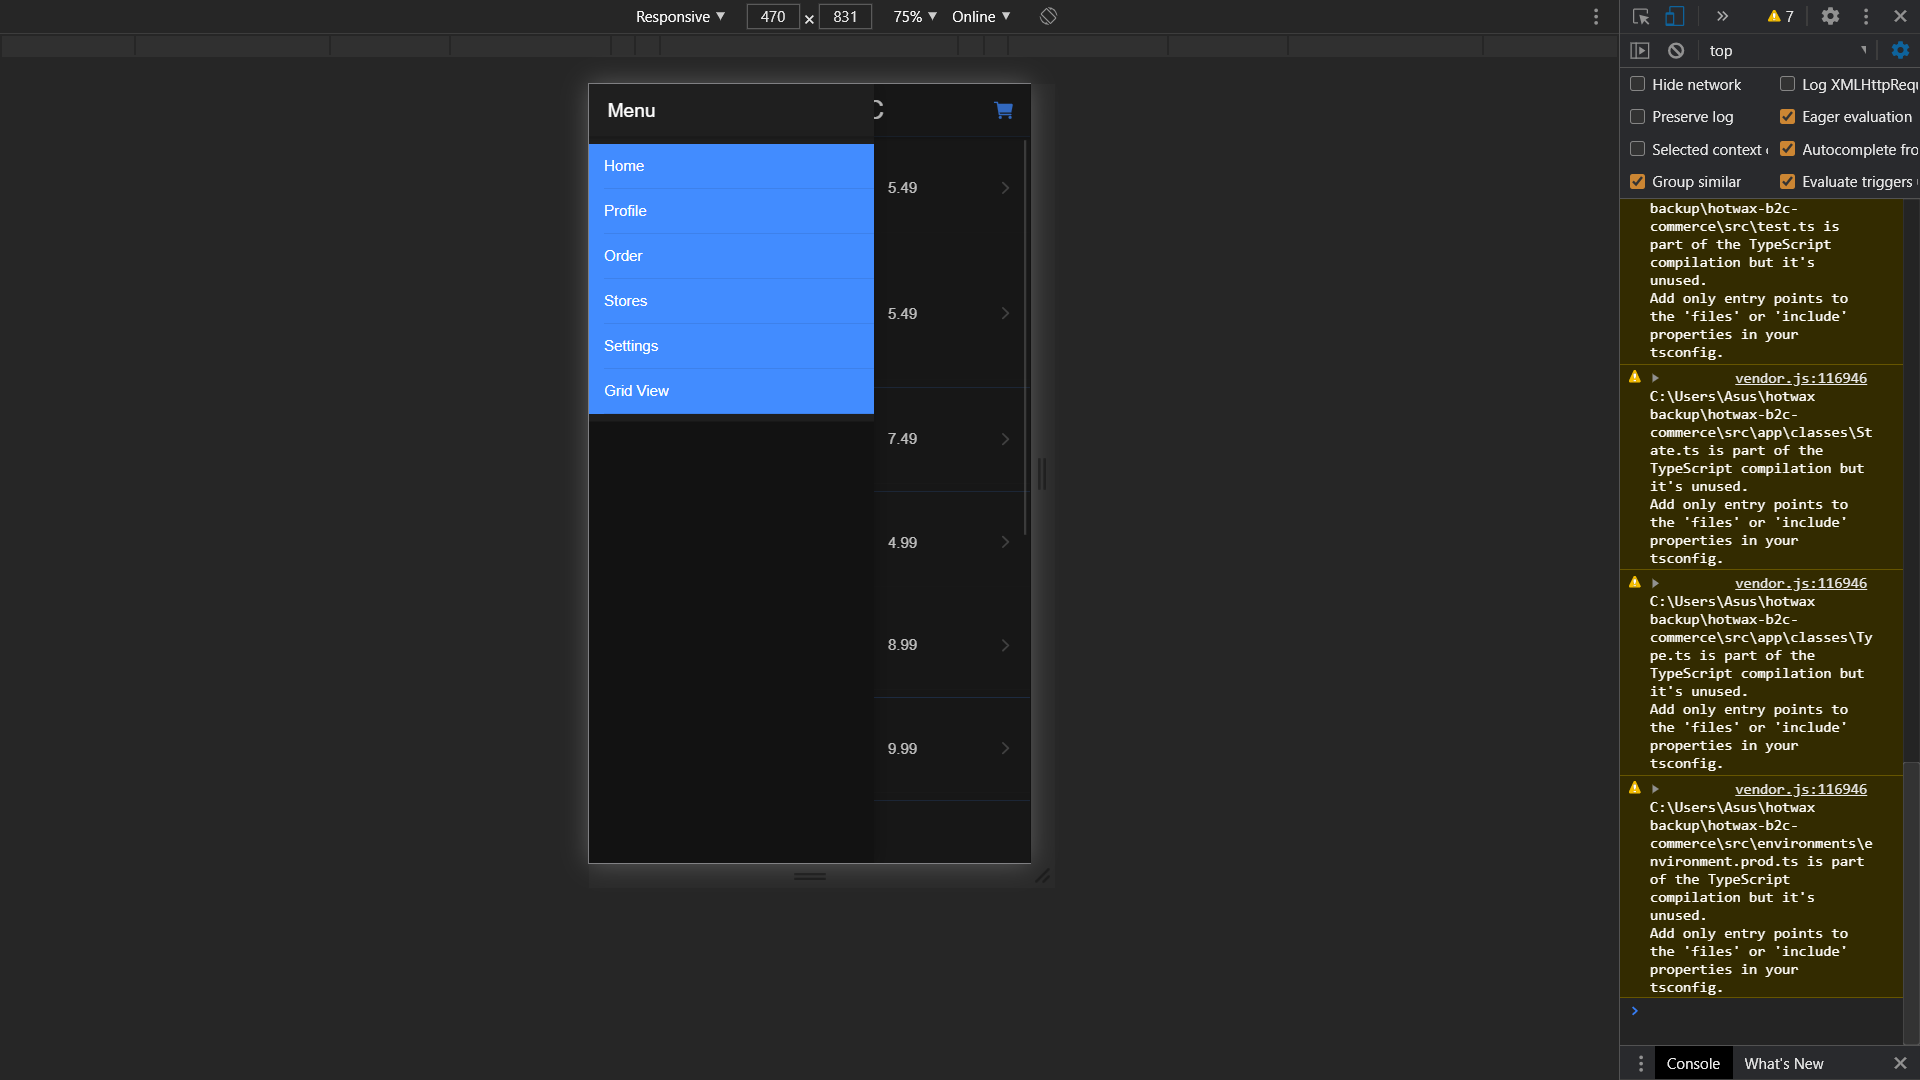 Responsive ▼ 470 × 831 75% ▼ Online ▼
7
top
Hide network
Log XMLHttpRequ
Preserve log
Eager evaluation
Selected context
Autocomplete fro
Group similar
Evaluate triggers
Menu
C
Home
Profile
Order
Stores
Settings
Grid View
5.49
5.49
7.49
4.99
8.99
9.99
backup\hotwax-b2c-
commerce\src\test.ts is
part of the TypeScript
compilation but it's
unused.
Add only entry points to
the 'files' or 'include'
properties in your
tsconfig.
vendor.js:116946
C:\Users\Asus\hotwax
backup\hotwax-b2c-
commerce\src\app\classes\St
ate.ts is part of the
TypeScript compilation but
it's unused.
Add only entry points to
the 'files' or 'include'
properties in your
tsconfig.
vendor.js:116946
C:\Users\Asus\hotwax
backup\hotwax-b2c-
commerce\src\app\classes\Ty
pe.ts is part of the
TypeScript compilation but
it's unused.
Add only entry points to
the 'files' or 'include'
properties in your
tsconfig.
vendor.js:116946
C:\Users\Asus\hotwax
backup\hotwax-b2c-
commerce\src\environments\e
nvironment.prod.ts is part
of the TypeScript
compilation but it's
unused.
Add only entry points to
the 'files' or 'include'
properties in your
tsconfig.
Console What's New